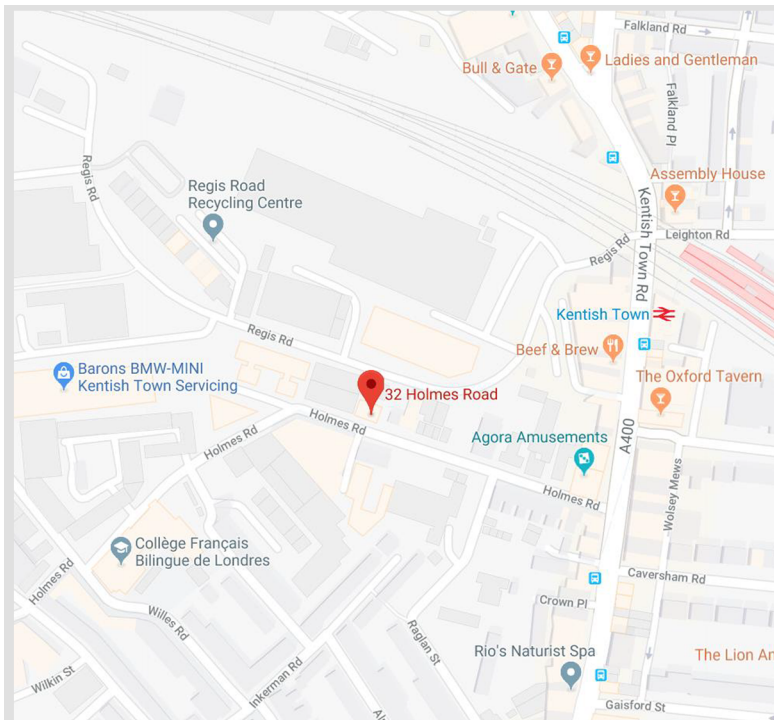 Falkland Rd
Ladies and Gentleman
Bull & Gate
Falkland Pl
Regis Rd
Assembly House
Regis Road
Recycling Centre
Kentish Town Rd
Leighton Rd
Regis Rd
Kentish Town
Regis Rd
Beef & Brew
Barons BMW-MINI
Kentish Town Servicing
The Oxford Tavern
32 Holmes Road
Holmes Rd
Agora Amusements
A400
Holmes Rd
Wolsey Mews
Holmes Rd
Collège Français
Bilingue de Londres
Holmes Rd
Caversham Rd
Crown Pl
Willes Rd
Raglan St
Rio's Naturist Spa
The Lion An
Inkerman Rd
Wilkin St
Gaisford St